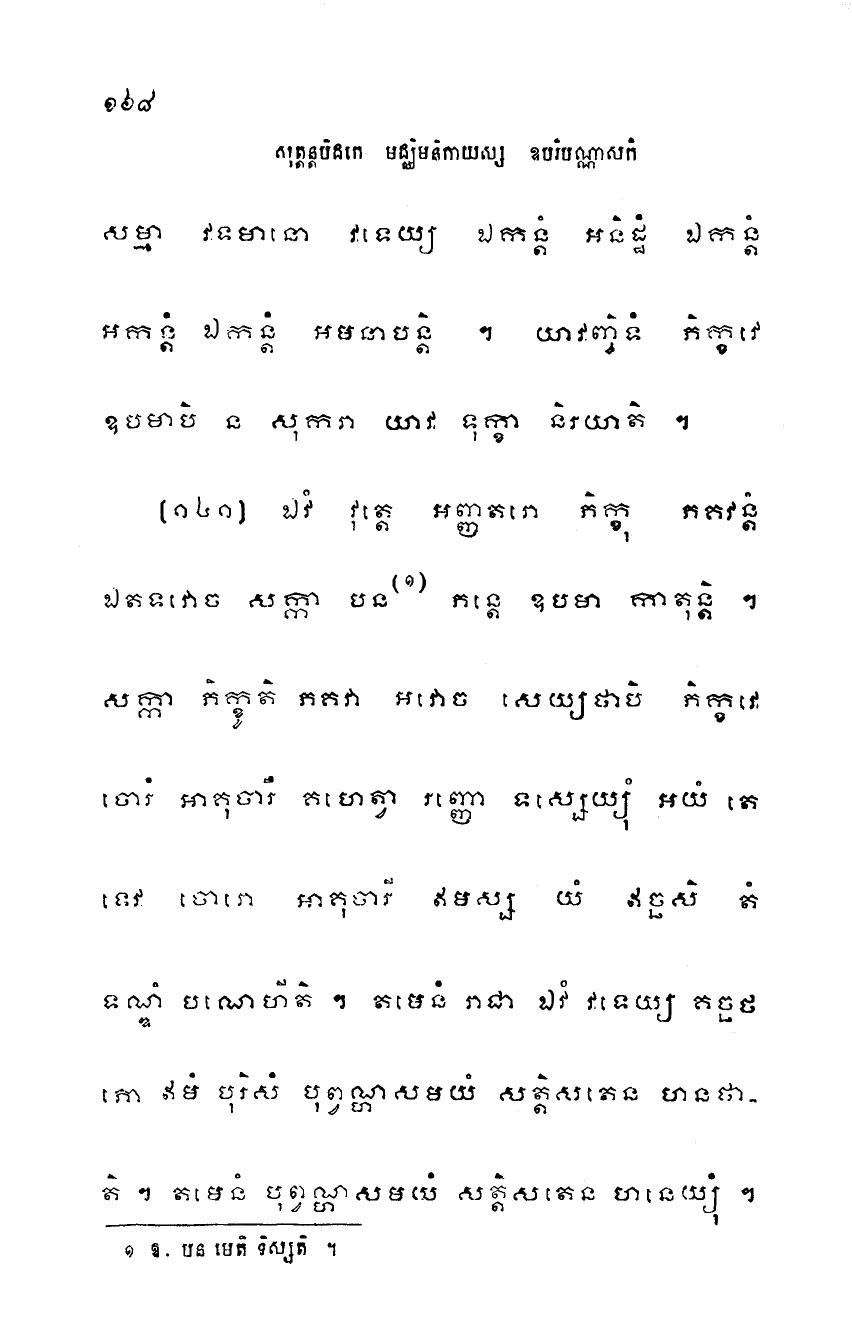 ១៦៨
សុត្តន្តបិដកេ មជ្ឈិមនិកាយស្ស ឧបរិបណ្ណាសកំ
សម្មា វទមានោ វទេយ្យ ឯកន្តំ អនិដ្ឋំ ឯកន្តំ
អកន្តំ ឯកន្តំ អមនាបន្តិ ។ យាវញ្ចិទំ ភិក្ខវេ
ឧបមាបិ ន សុករា យាវ ទុក្ខា និរយាតិ ។
(១៤១) ឯវំ វុត្តេ អញ្ញតរោ ភិក្ខុ ភគវន្តំ
ឯតទវោច សក្កា បន(១) ភន្តេ ឧបមា កាតុន្តិ ។
សក្កា ភិក្ខូតិ ភគវា អវោច សេយ្យថាបិ ភិក្ខវេ
ចោរំ អាគុចារឹ គហេត្វា រញ្ញោ ទស្សេយ្យុំ អយំ តេ
ទេវ ចោរោ អាគុចារី ឥមស្ស យំ ឥច្ឆសិ តំ
ទណ្ឌំ បណេហីតិ ។ តមេនំ រាជា ឯវំ វទេយ្យ គច្ឆថ
ភោ ឥមំ បុរិសំ បុព្វណ្ហសមយំ សត្តិសតេន ហនថា-
តិ ។ តមេនំ បុព្វណ្ហសមយំ សត្តិសតេន ហនេយ្យុំ ។
១ ឱ. បន មេតិ ទិស្សតិ ។